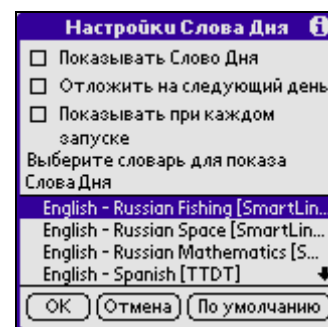 Настройки Слова Дня
Показывать Слово Дня
Отложить на следующий день
Показывать при каждом
запуске
Выберите словарь для показа
Слова Дня
English - Russian Fishing [SmartLin...
English - Russian Space [SmartLin...
English - Russian Mathematics [S...
English - Spanish [TTDT]
OK Отмена По умолчанию